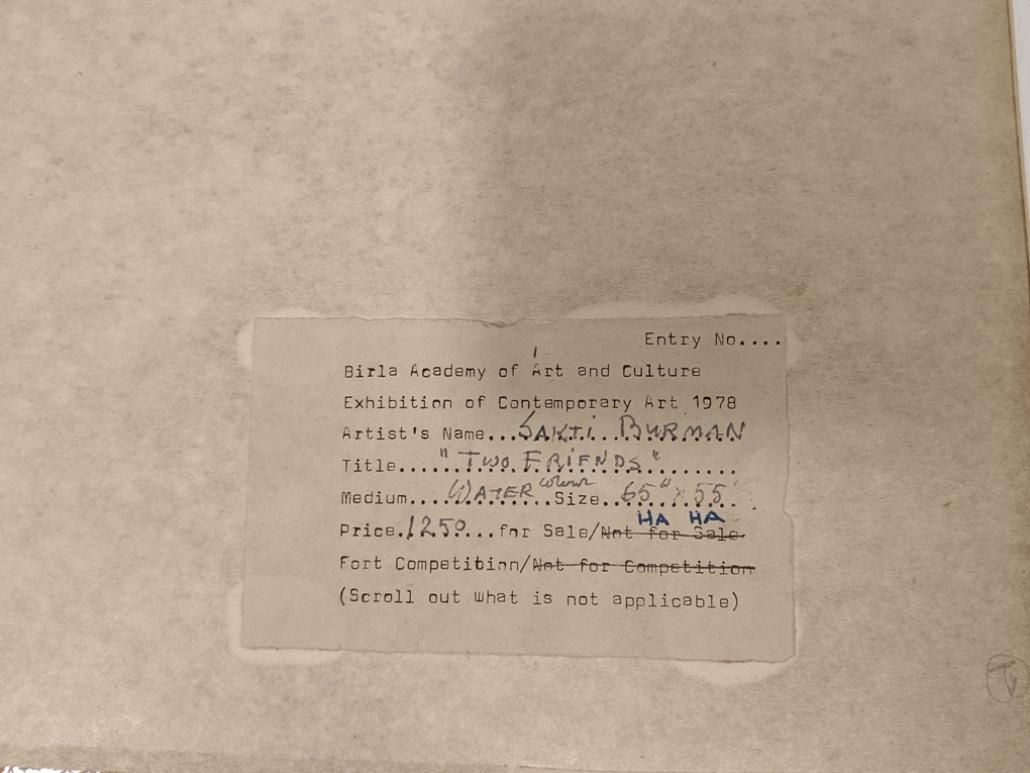 Entry No....
Birla Academy of Art and Culture
Exhibition of Contemporary Art 1978
Artist's Name...SAKTI...BURMAN
Title....."TWO FRIENDS"........
Medium....WATER colour...Size..65" x 55"
HA HA
Price.1250...for Sale/Not for Sale.
Fort Competition/Not for Competition
(Scroll out what is not applicable)